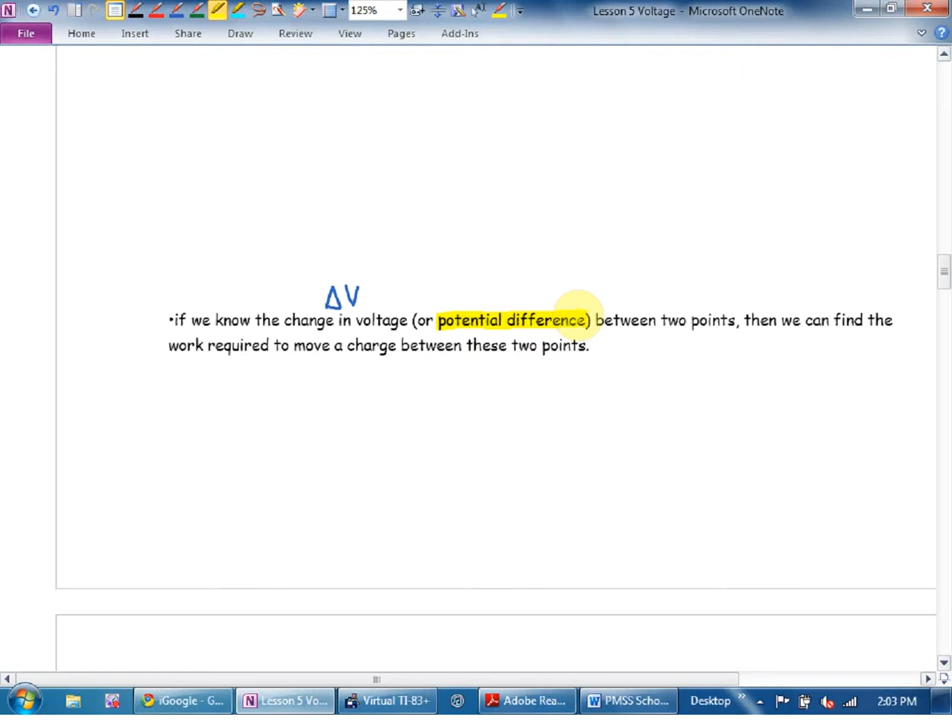 125%
Lesson 5 Voltage - Microsoft OneNote
File Home Insert Share Draw Review View Pages Add-Ins
ΔV
•if we know the change in voltage (or potential difference) between two points, then we can find the
work required to move a charge between these two points.
iGoogle - G... Lesson 5 Vo... Virtual TI-83+ Adobe Rea... PMSS Scho... Desktop » 2:03 PM